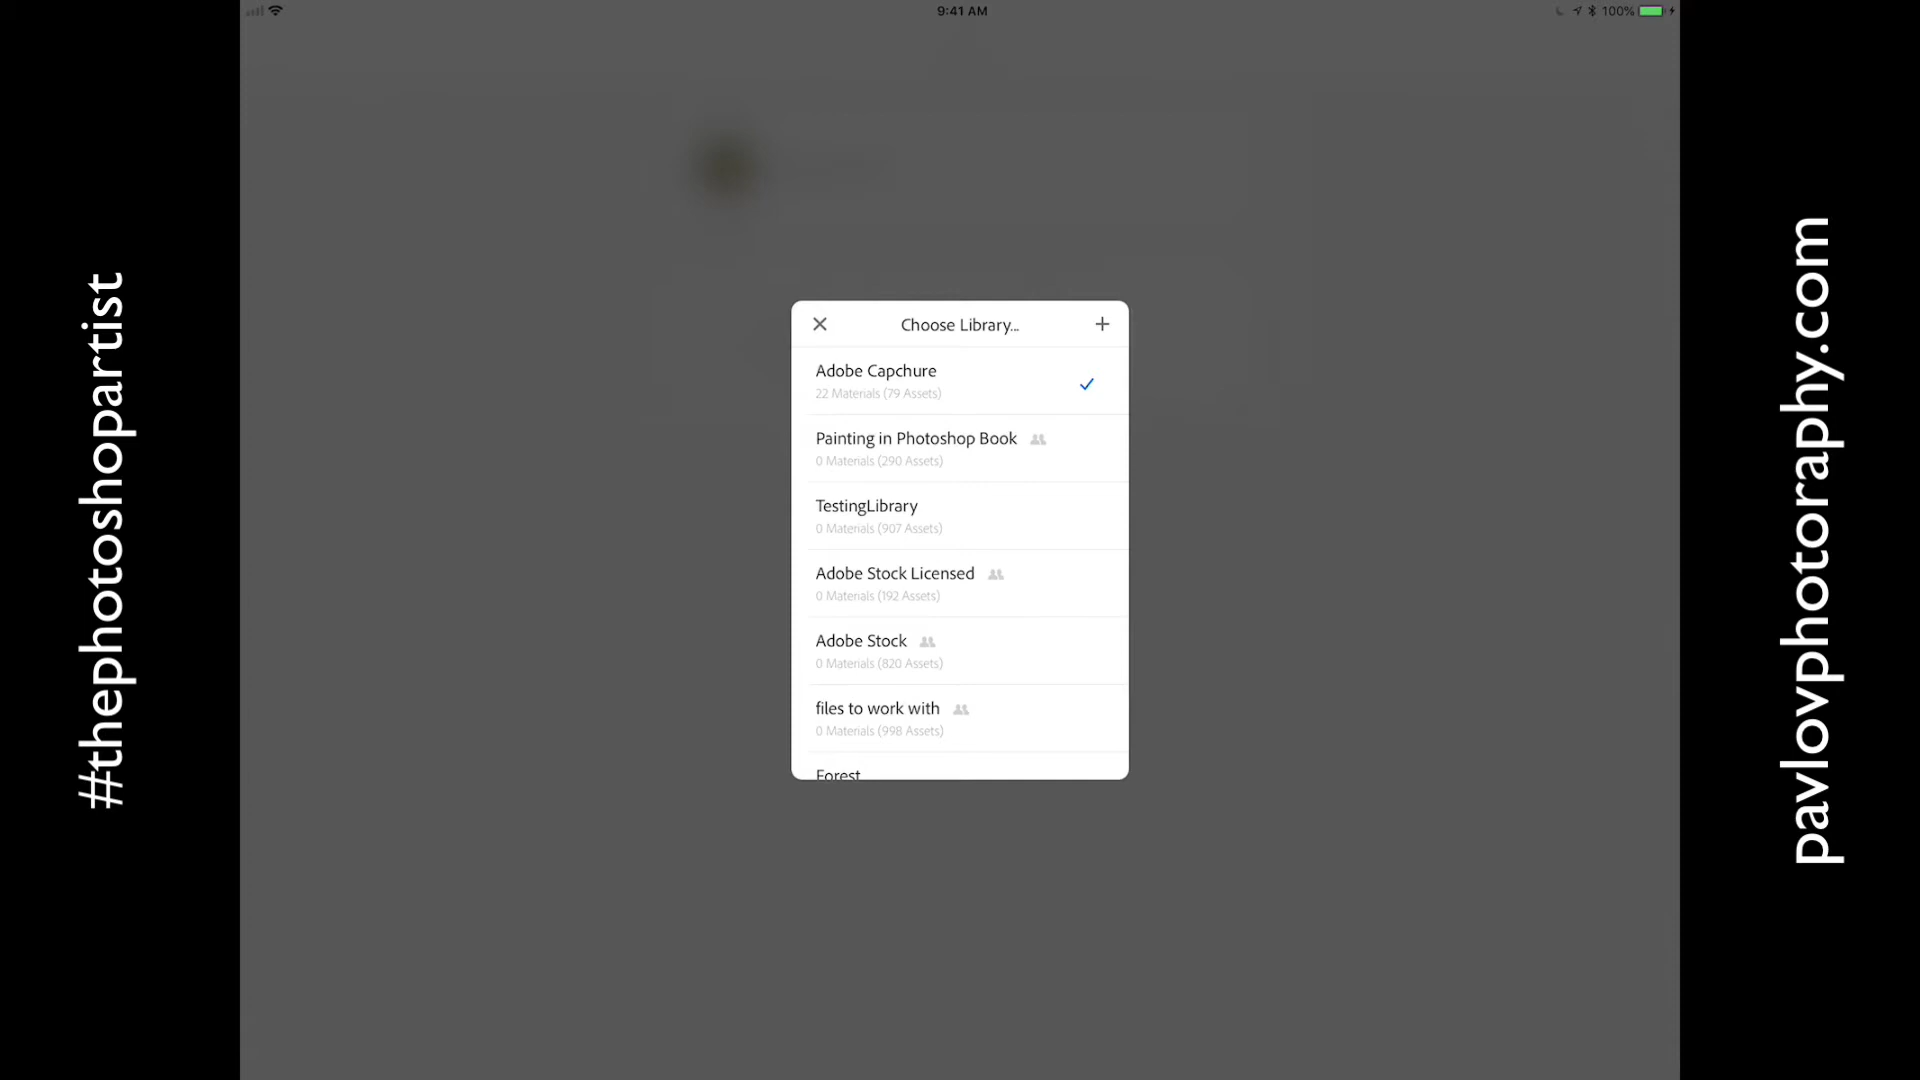 9:41 AM
100%
#thephotoshopartist
Choose Library...
Adobe Capchure
22 Materials (79 Assets)
Painting in Photoshop Book
0 Materials (290 Assets)
TestingLibrary
0 Materials (907 Assets)
Adobe Stock Licensed
0 Materials (192 Assets)
Adobe Stock
0 Materials (820 Assets)
files to work with
0 Materials (998 Assets)
Forest
pavlovphotoraphy.com